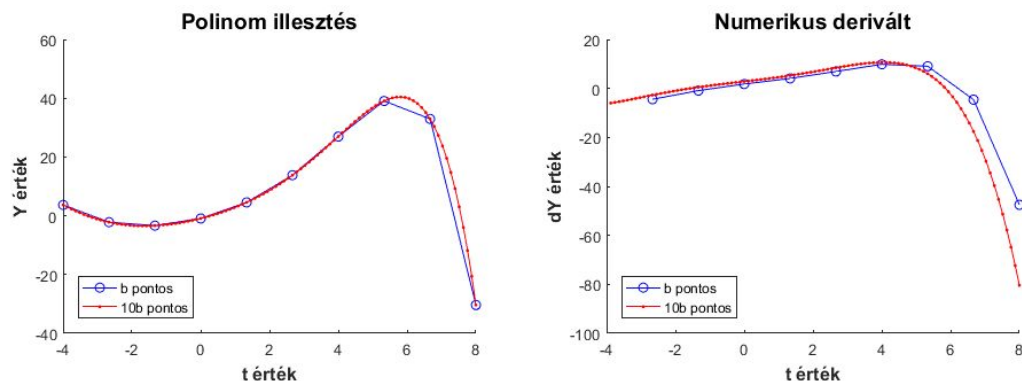 Polinom illesztés
60
40
20
0
-20
-40
Y érték
b pontos
10b pontos
-4
-2
0
2
4
6
8
t érték
Numerikus derivált
20
0
-20
-40
-60
-80
-100
dY érték
b pontos
10b pontos
-4
-2
0
2
4
6
8
t érték